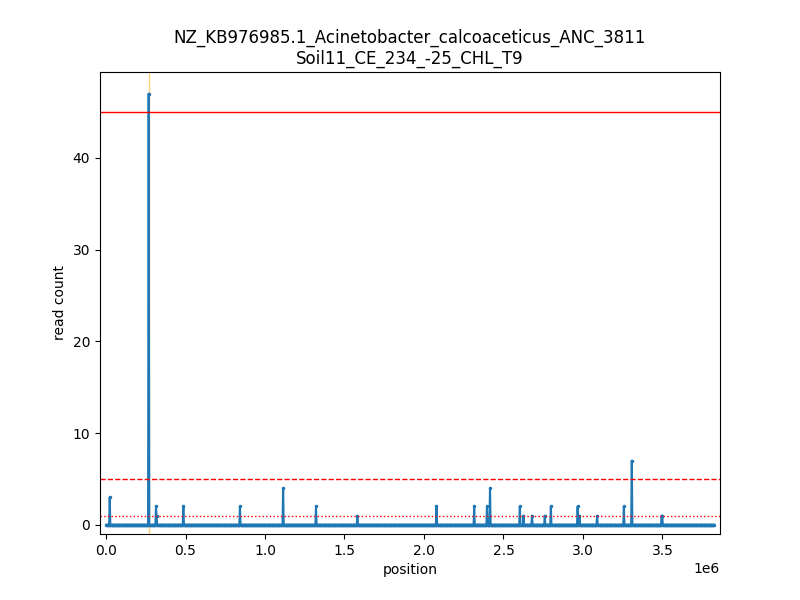 NZ_KB976985.1_Acinetobacter_calcoaceticus_ANC_3811
Soil11_CE_234_-25_CHL_T9
read count
40
30
20
10
0
0.0 0.5 1.0 1.5 2.0 2.5 3.0 3.5
1e6
position